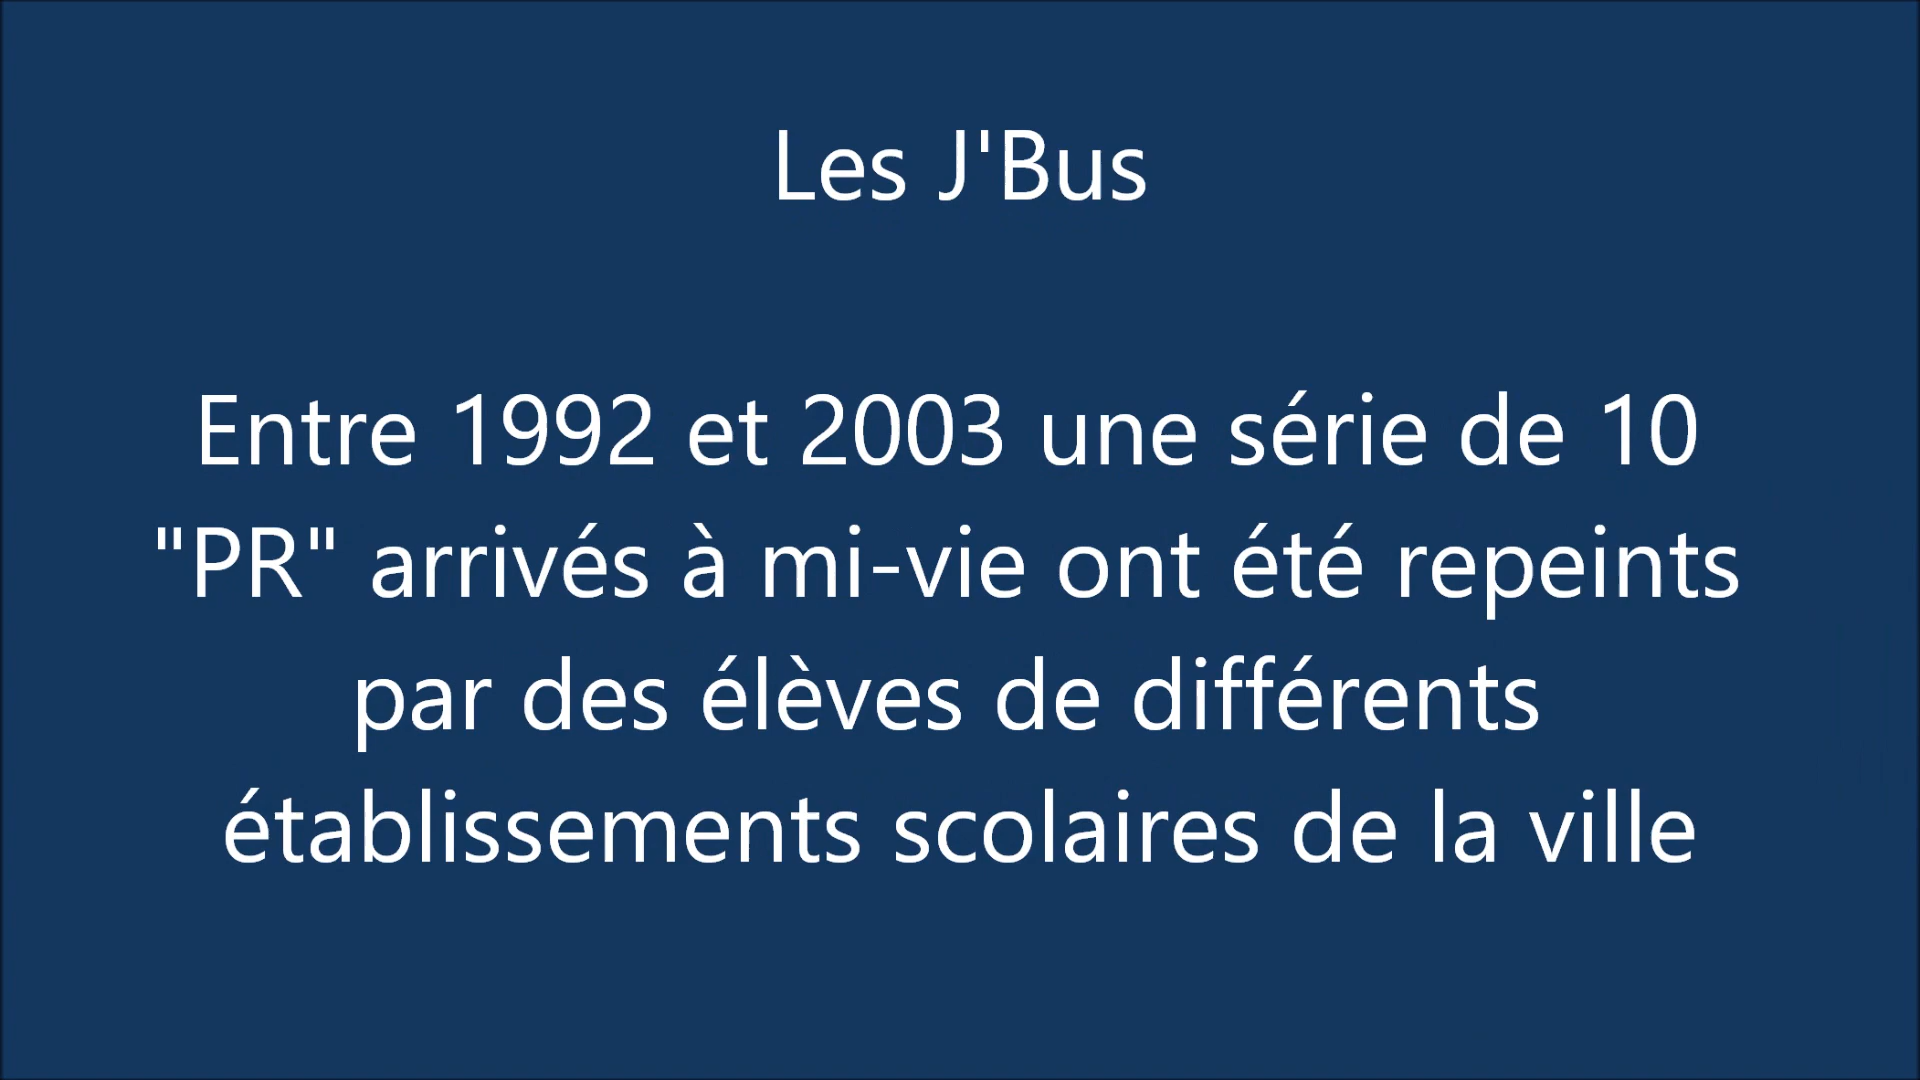 Les J'Bus
Entre 1992 et 2003 une série de 10
"PR" arrivés à mi-vie ont été repeints
par des élèves de différents
établissements scolaires de la ville